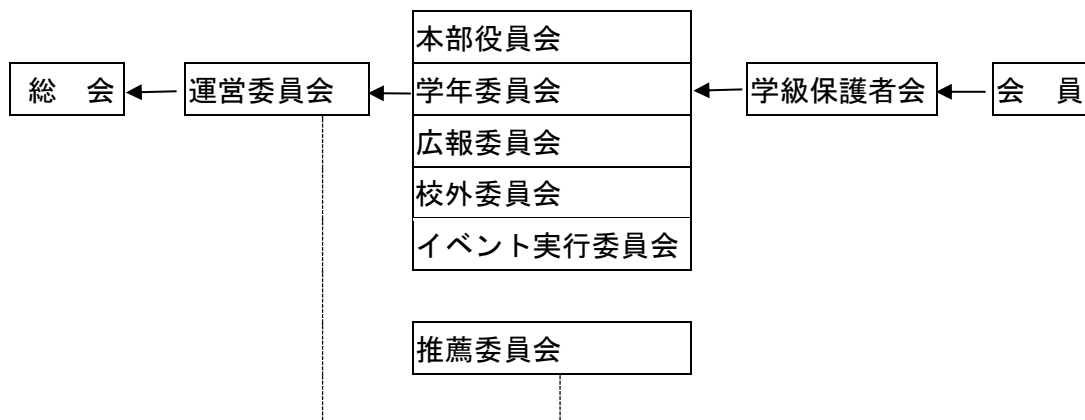 本部役員会
総　会
運営委員会
学年委員会
学級保護者会
会　員
広報委員会
校外委員会
イベント実行委員会
推薦委員会